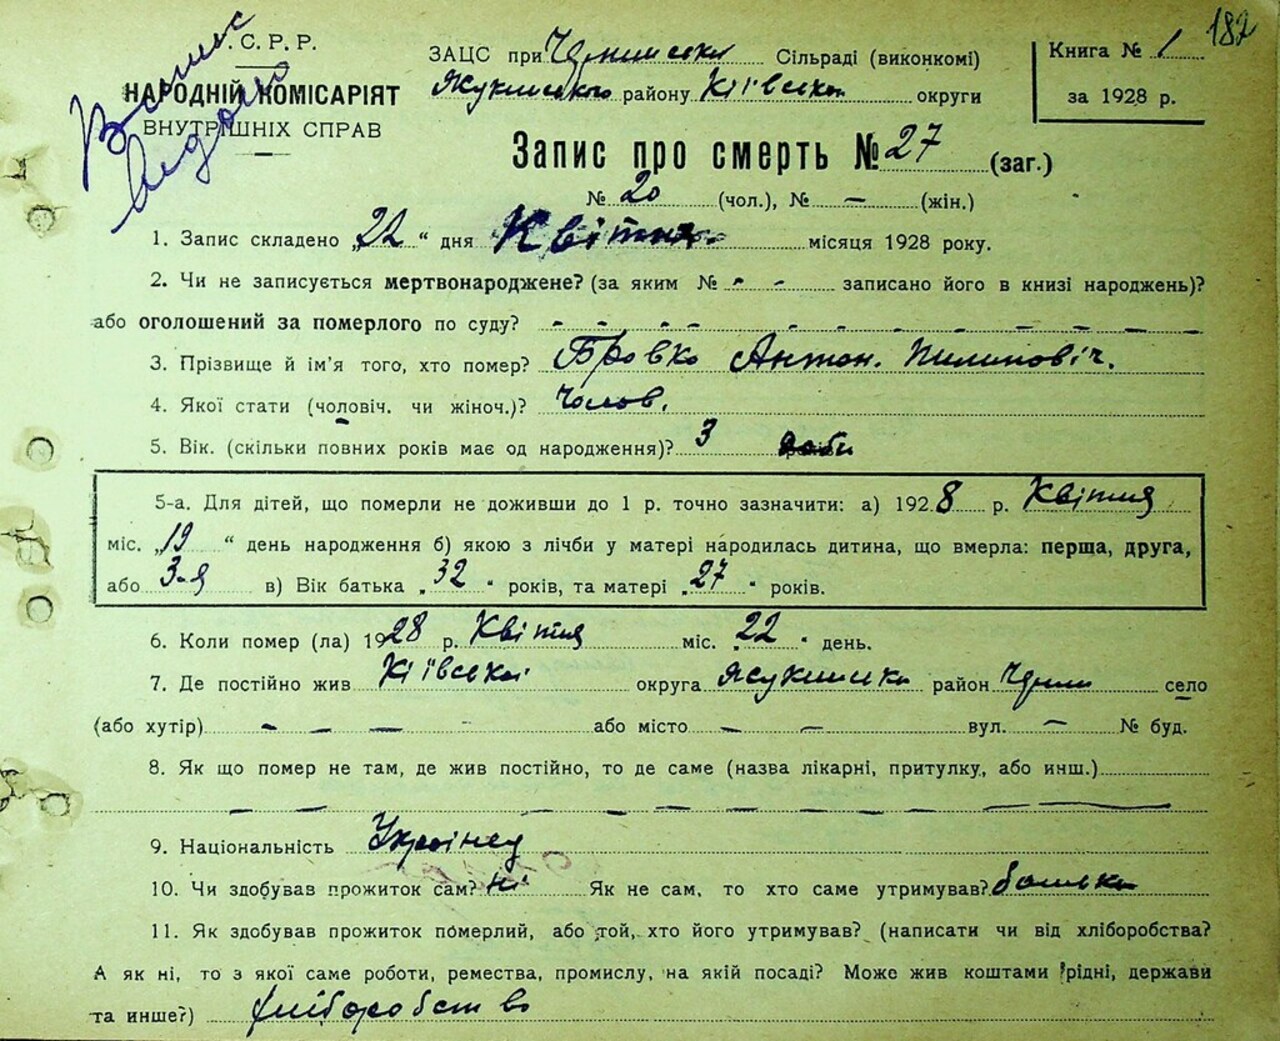 182
. С. Р. Р.
НАРОДНІЙ КОМІСАРІЯТ
ВНУТРІШНІХ СПРАВ
ЗАЦС при Сільраді (виконкомі)
району Київської округи
Книга № 1
за 1928 р.
Запис про смерть № 27 (заг.)
№ 20 (чол.), № — (жін.)
1. Запис складено „22“ дня Квітня місяця 1928 року.
2. Чи не записується мертвонароджене? (за яким № - - записано його в книзі народжень)?
або оголошений за померлого по суду? - - - - - - - - - -
3. Прізвище й ім'я того, хто помер? Бровко Антон. Пилипович.
4. Якої стати (чоловіч. чи жіноч.)? Чолов.
5. Вік. (скільки повних років має од народження)? 3 доби
5-а. Для дітей, що померли не доживши до 1 р. точно зазначити: а) 1928 р. Квітня
міс. „19“ день народження б) якою з лічби у матері народилась дитина, що вмерла: перша, друга,
або 3-я в) Вік батька „32“ років, та матері „27“ років.
6. Коли помер (ла) 1928 р. Квітня міс. „22“ день.
7. Де постійно жив Київської округа район село
(або хутір) — — — - або місто — — вул. — № буд.
8. Як що помер не там, де жив постійно, то де саме (назва лікарні, притулку, або инш.)
9. Національність Українец
10. Чи здобував прожиток сам? ні Як не сам, то хто саме утримував? батько
11. Як здобував прожиток померлий, або той, хто його утримував? (написати чи від хліборобства?
А як ні, то з якої саме роботи, ремества, промислу, на якій посаді? Може жив коштами рідні, держави
та инше?) хліборобство